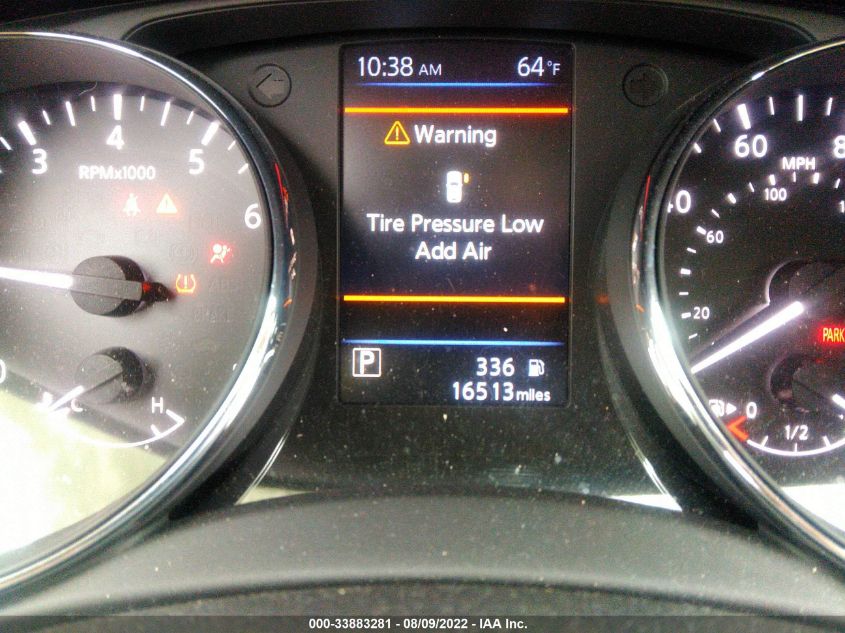 10:38 AM 64°F
Warning
Tire Pressure Low
Add Air
P 336
16513 miles
3 4 5 6
RPMx1000
C H
60
MPH
100
60
20
PARK
0 1/2
000-33883281 - 08/09/2022 - IAA Inc.